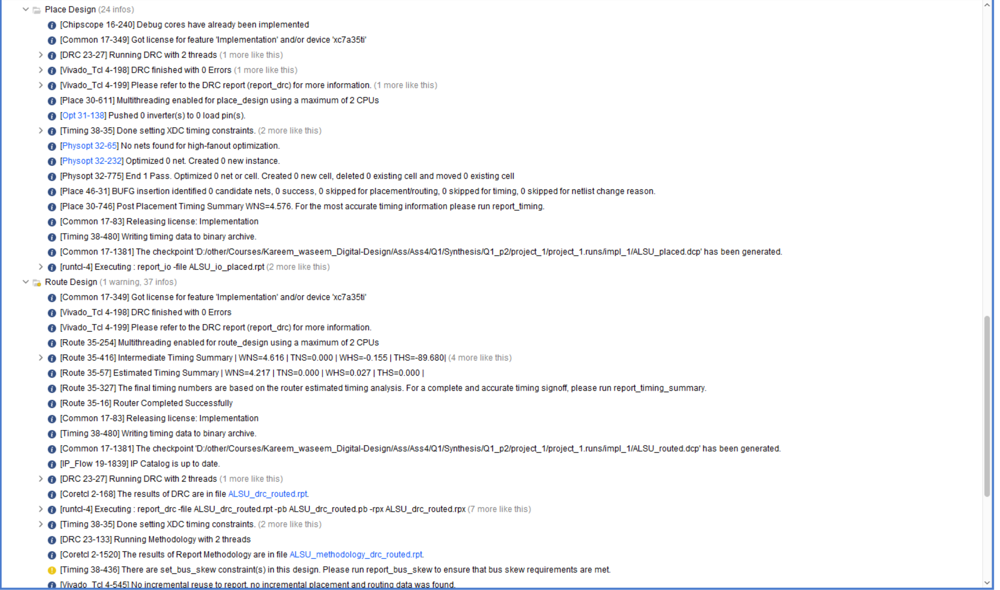 Place Design (24 infos)
[Chipscope 16-240] Debug cores have already been implemented
[Common 17-349] Got license for feature 'Implementation' and/or device 'xc7a35ti'
[DRC 23-27] Running DRC with 2 threads (1 more like this)
[Vivado_Tcl 4-198] DRC finished with 0 Errors (1 more like this)
[Vivado_Tcl 4-199] Please refer to the DRC report (report_drc) for more information. (1 more like this)
[Place 30-611] Multithreading enabled for place_design using a maximum of 2 CPUs
[Opt 31-138] Pushed 0 inverter(s) to 0 load pin(s).
[Timing 38-35] Done setting XDC timing constraints. (2 more like this)
[Physopt 32-65] No nets found for high-fanout optimization.
[Physopt 32-232] Optimized 0 net. Created 0 new instance.
[Physopt 32-775] End 1 Pass. Optimized 0 net or cell. Created 0 new cell, deleted 0 existing cell and moved 0 existing cell
[Place 46-31] BUFG insertion identified 0 candidate nets, 0 success, 0 skipped for placement/routing, 0 skipped for timing, 0 skipped for netlist change reason.
[Place 30-746] Post Placement Timing Summary WNS=4.576. For the most accurate timing information please run report_timing.
[Common 17-83] Releasing license: Implementation
[Timing 38-480] Writing timing data to binary archive.
[Common 17-1381] The checkpoint 'D:/other/Courses/Kareem_waseem_Digital-Design/Ass/Ass4/Q1/Synthesis/Q1_p2/project_1/project_1.runs/impl_1/ALSU_placed.dcp' has been generated.
[runtcl-4] Executing : report_io -file ALSU_io_placed.rpt (2 more like this)
Route Design (1 warning, 37 infos)
[Common 17-349] Got license for feature 'Implementation' and/or device 'xc7a35ti'
[Vivado_Tcl 4-198] DRC finished with 0 Errors
[Vivado_Tcl 4-199] Please refer to the DRC report (report_drc) for more information.
[Route 35-254] Multithreading enabled for route_design using a maximum of 2 CPUs
[Route 35-416] Intermediate Timing Summary | WNS=4.616 | TNS=0.000 | WHS=-0.155 | THS=-89.680| (4 more like this)
[Route 35-57] Estimated Timing Summary | WNS=4.217 | TNS=0.000 | WHS=0.027 | THS=0.000 |
[Route 35-327] The final timing numbers are based on the router estimated timing analysis. For a complete and accurate timing signoff, please run report_timing_summary.
[Route 35-16] Router Completed Successfully
[Common 17-83] Releasing license: Implementation
[Timing 38-480] Writing timing data to binary archive.
[Common 17-1381] The checkpoint 'D:/other/Courses/Kareem_waseem_Digital-Design/Ass/Ass4/Q1/Synthesis/Q1_p2/project_1/project_1.runs/impl_1/ALSU_routed.dcp' has been generated.
[IP_Flow 19-1839] IP Catalog is up to date.
[DRC 23-27] Running DRC with 2 threads (1 more like this)
[Coretcl 2-168] The results of DRC are in file ALSU_drc_routed.rpt.
[runtcl-4] Executing : report_drc -file ALSU_drc_routed.rpt -pb ALSU_drc_routed.pb -rpx ALSU_drc_routed.rpx (7 more like this)
[Timing 38-35] Done setting XDC timing constraints. (2 more like this)
[DRC 23-133] Running Methodology with 2 threads
[Coretcl 2-1520] The results of Report Methodology are in file ALSU_methodology_drc_routed.rpt.
[Timing 38-436] There are set_bus_skew constraint(s) in this design. Please run report_bus_skew to ensure that bus skew requirements are met.
[Vivado_Tcl 4-545] No incremental reuse to report, no incremental placement and routing data was found.